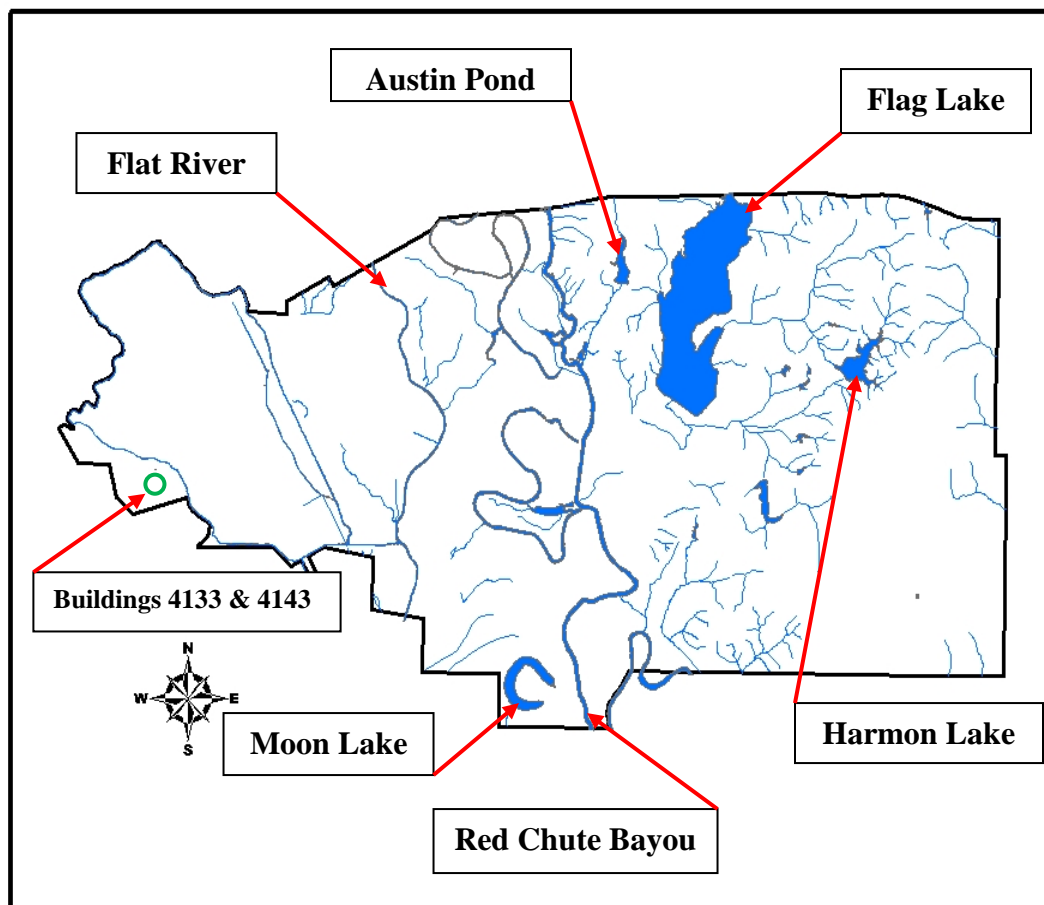 Austin Pond
Flag Lake
Flat River
Buildings 4133 & 4143
N
W
E
S
Moon Lake
Harmon Lake
Red Chute Bayou